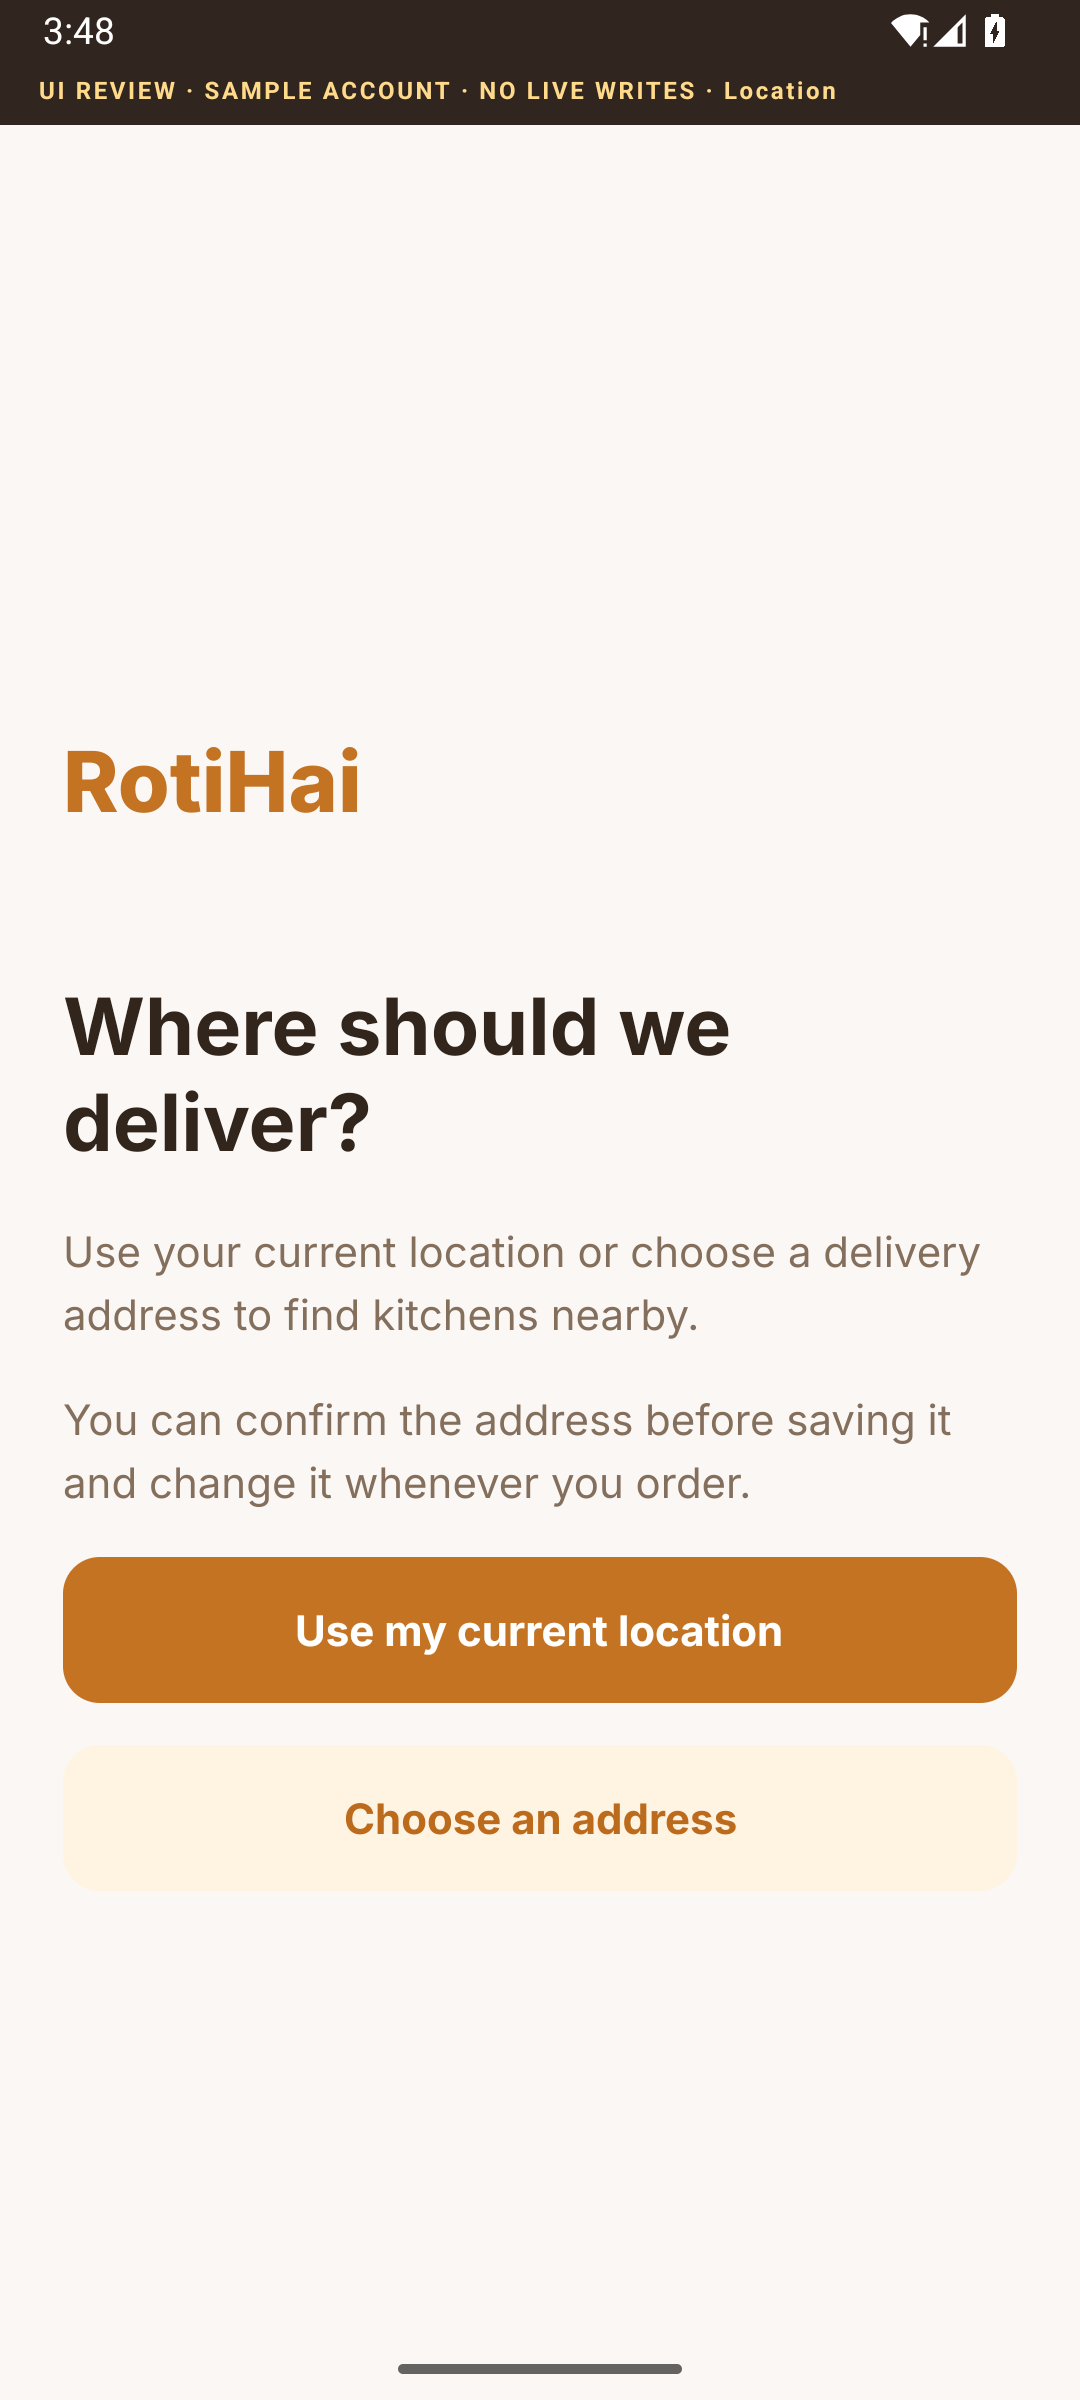 3:48
UI REVIEW · SAMPLE ACCOUNT · NO LIVE WRITES · Location
RotiHai
Where should we
deliver?
Use your current location or choose a delivery
address to find kitchens nearby.
You can confirm the address before saving it
and change it whenever you order.
Use my current location
Choose an address